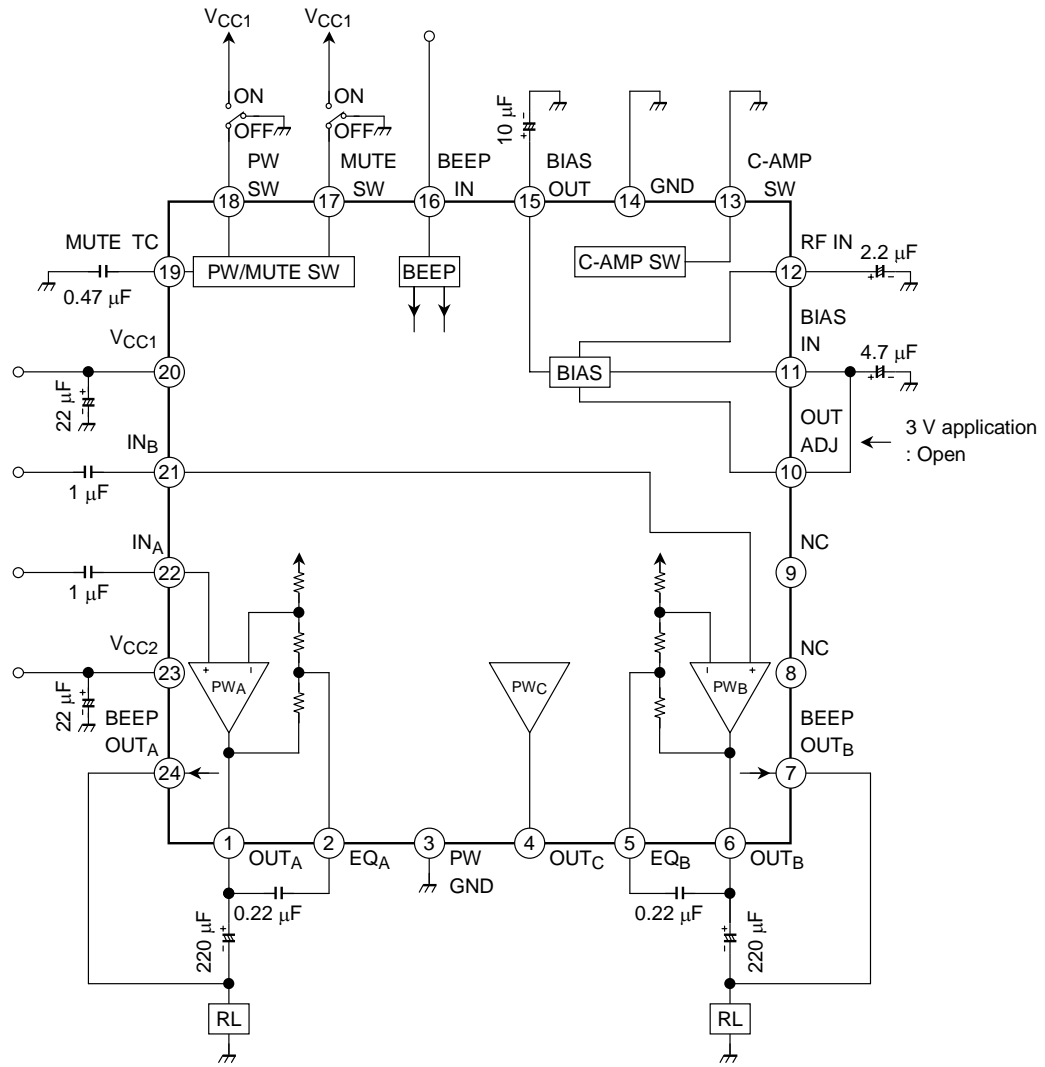 VCC1 VCC1
ON ON
OFF OFF
10 μF
PW SW
MUTE SW
BEEP IN
BIAS OUT
GND
C-AMP SW
18 17 16 15 14 13
MUTE TC
19
0.47 μF
PW/MUTE SW
BEEP
C-AMP SW
RF IN
12
2.2 μF
VCC1
20
22 μF
BIAS
BIAS IN
11
4.7 μF
OUT ADJ
10
3 V application
: Open
INB
21
1 μF
INA
22
1 μF
NC
9
VCC2
23
22 μF
+ -
PWA
PWC
- +
PWB
NC
8
BEEP OUTA
24
BEEP OUTB
7
1 2 3 4 5 6
OUTA
EQA
PW GND
OUTC
EQB
OUTB
0.22 μF
0.22 μF
220 μF
220 μF
RL
RL